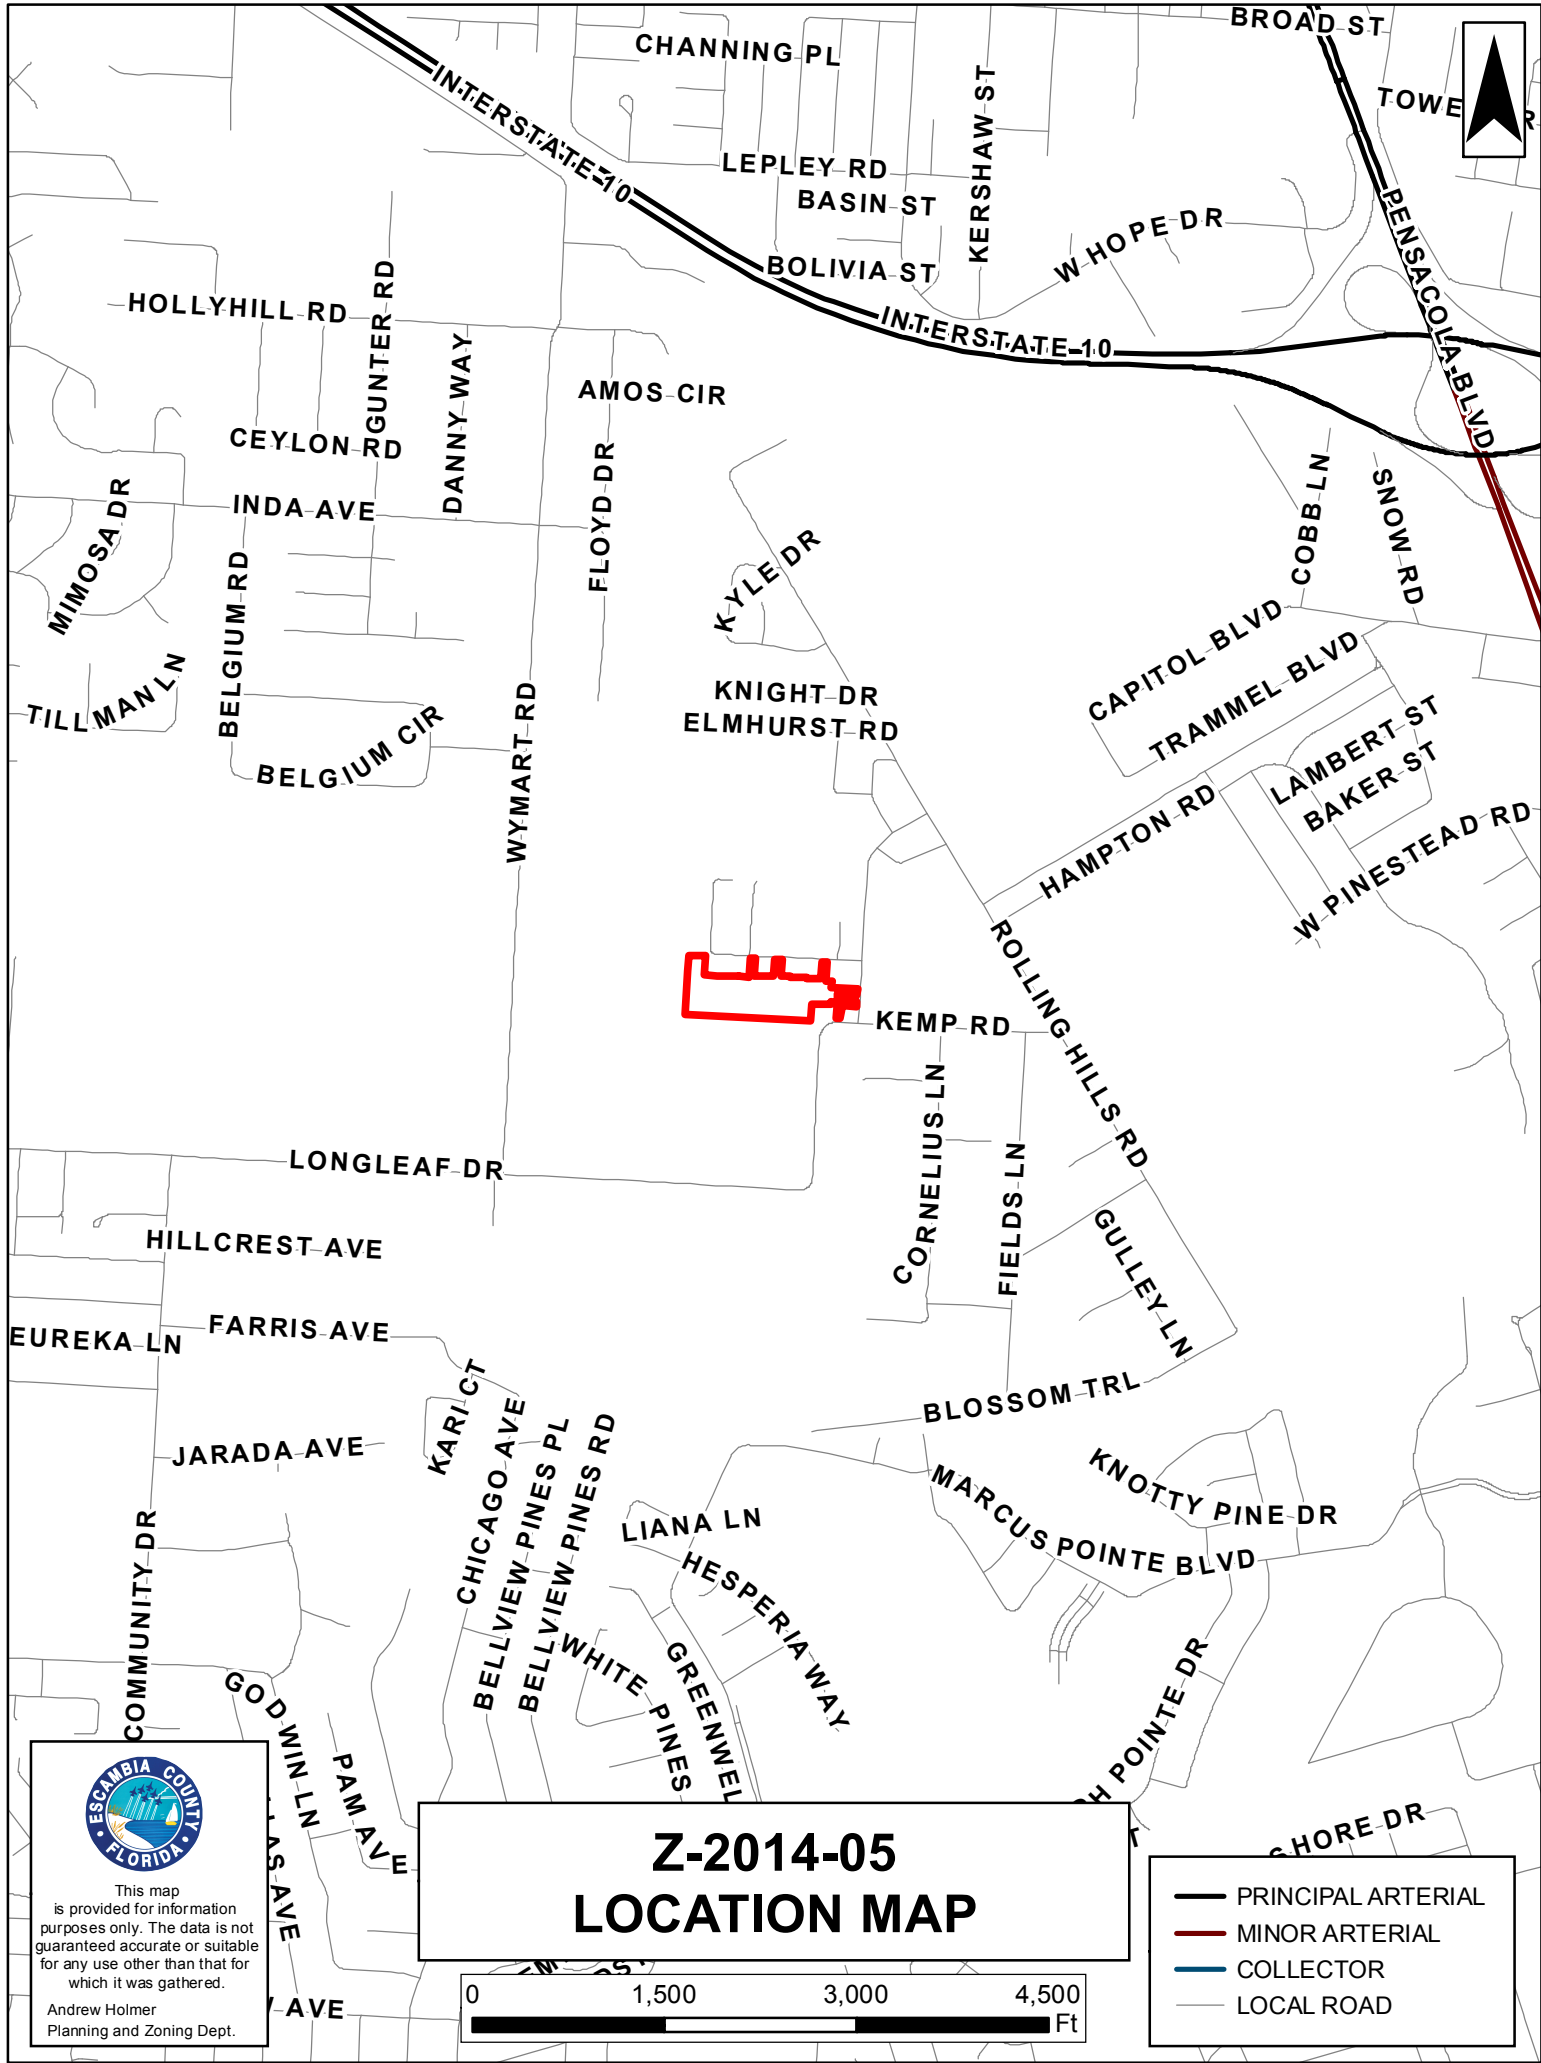 BROAD ST
CHANNING PL
INTERSTATE-10
KERSHAW ST
LEPLEY RD
BASIN ST
PENSACOLA BLVD
W HOPE DR
BOLIVIA ST
HOLLYHILL RD
GUNTER RD
INTERSTATE-10
DANNY WAY
AMOS CIR
CEYLON RD
FLOYD DR
COBB LN
SNOW RD
MIMOSA DR
INDA AVE
KYLE DR
BELGIUM RD
CAPITOL BLVD
TRAMMEL BLVD
TILLMAN LN
WYMART RD
KNIGHT DR
ELMHURST RD
BELGIUM CIR
LAMBERT ST
BAKER ST
HAMPTON RD
W PINESTEAD RD
ROLLING HILLS RD
KEMP RD
CORNELIUS LN
FIELDS LN
LONGLEAF DR
HILLCREST AVE
GULLEY LN
EUREKA LN
FARRIS AVE
KARI CT
BLOSSOM TRL
CHICAGO AVE
BELLVIEW PINES PL
BELLVIEW PINES RD
JARADA AVE
KNOTTY PINE DR
MARCUS POINTE BLVD
LIANA LN
HESPERIA WAY
COMMUNITY DR
WHITE PINES
GREENWEL
GODWIN LN
PAM AVE
H POINTE DR
SHORE DR
LAS AVE
AVE
ESCAMBIA COUNTY
FLORIDA
This map
is provided for information
purposes only. The data is not
guaranteed accurate or suitable
for any use other than that for
which it was gathered.
Andrew Holmer
Planning and Zoning Dept.
Z-2014-05
LOCATION MAP
0 1,500 3,000 4,500
Ft
PRINCIPAL ARTERIAL
MINOR ARTERIAL
COLLECTOR
LOCAL ROAD